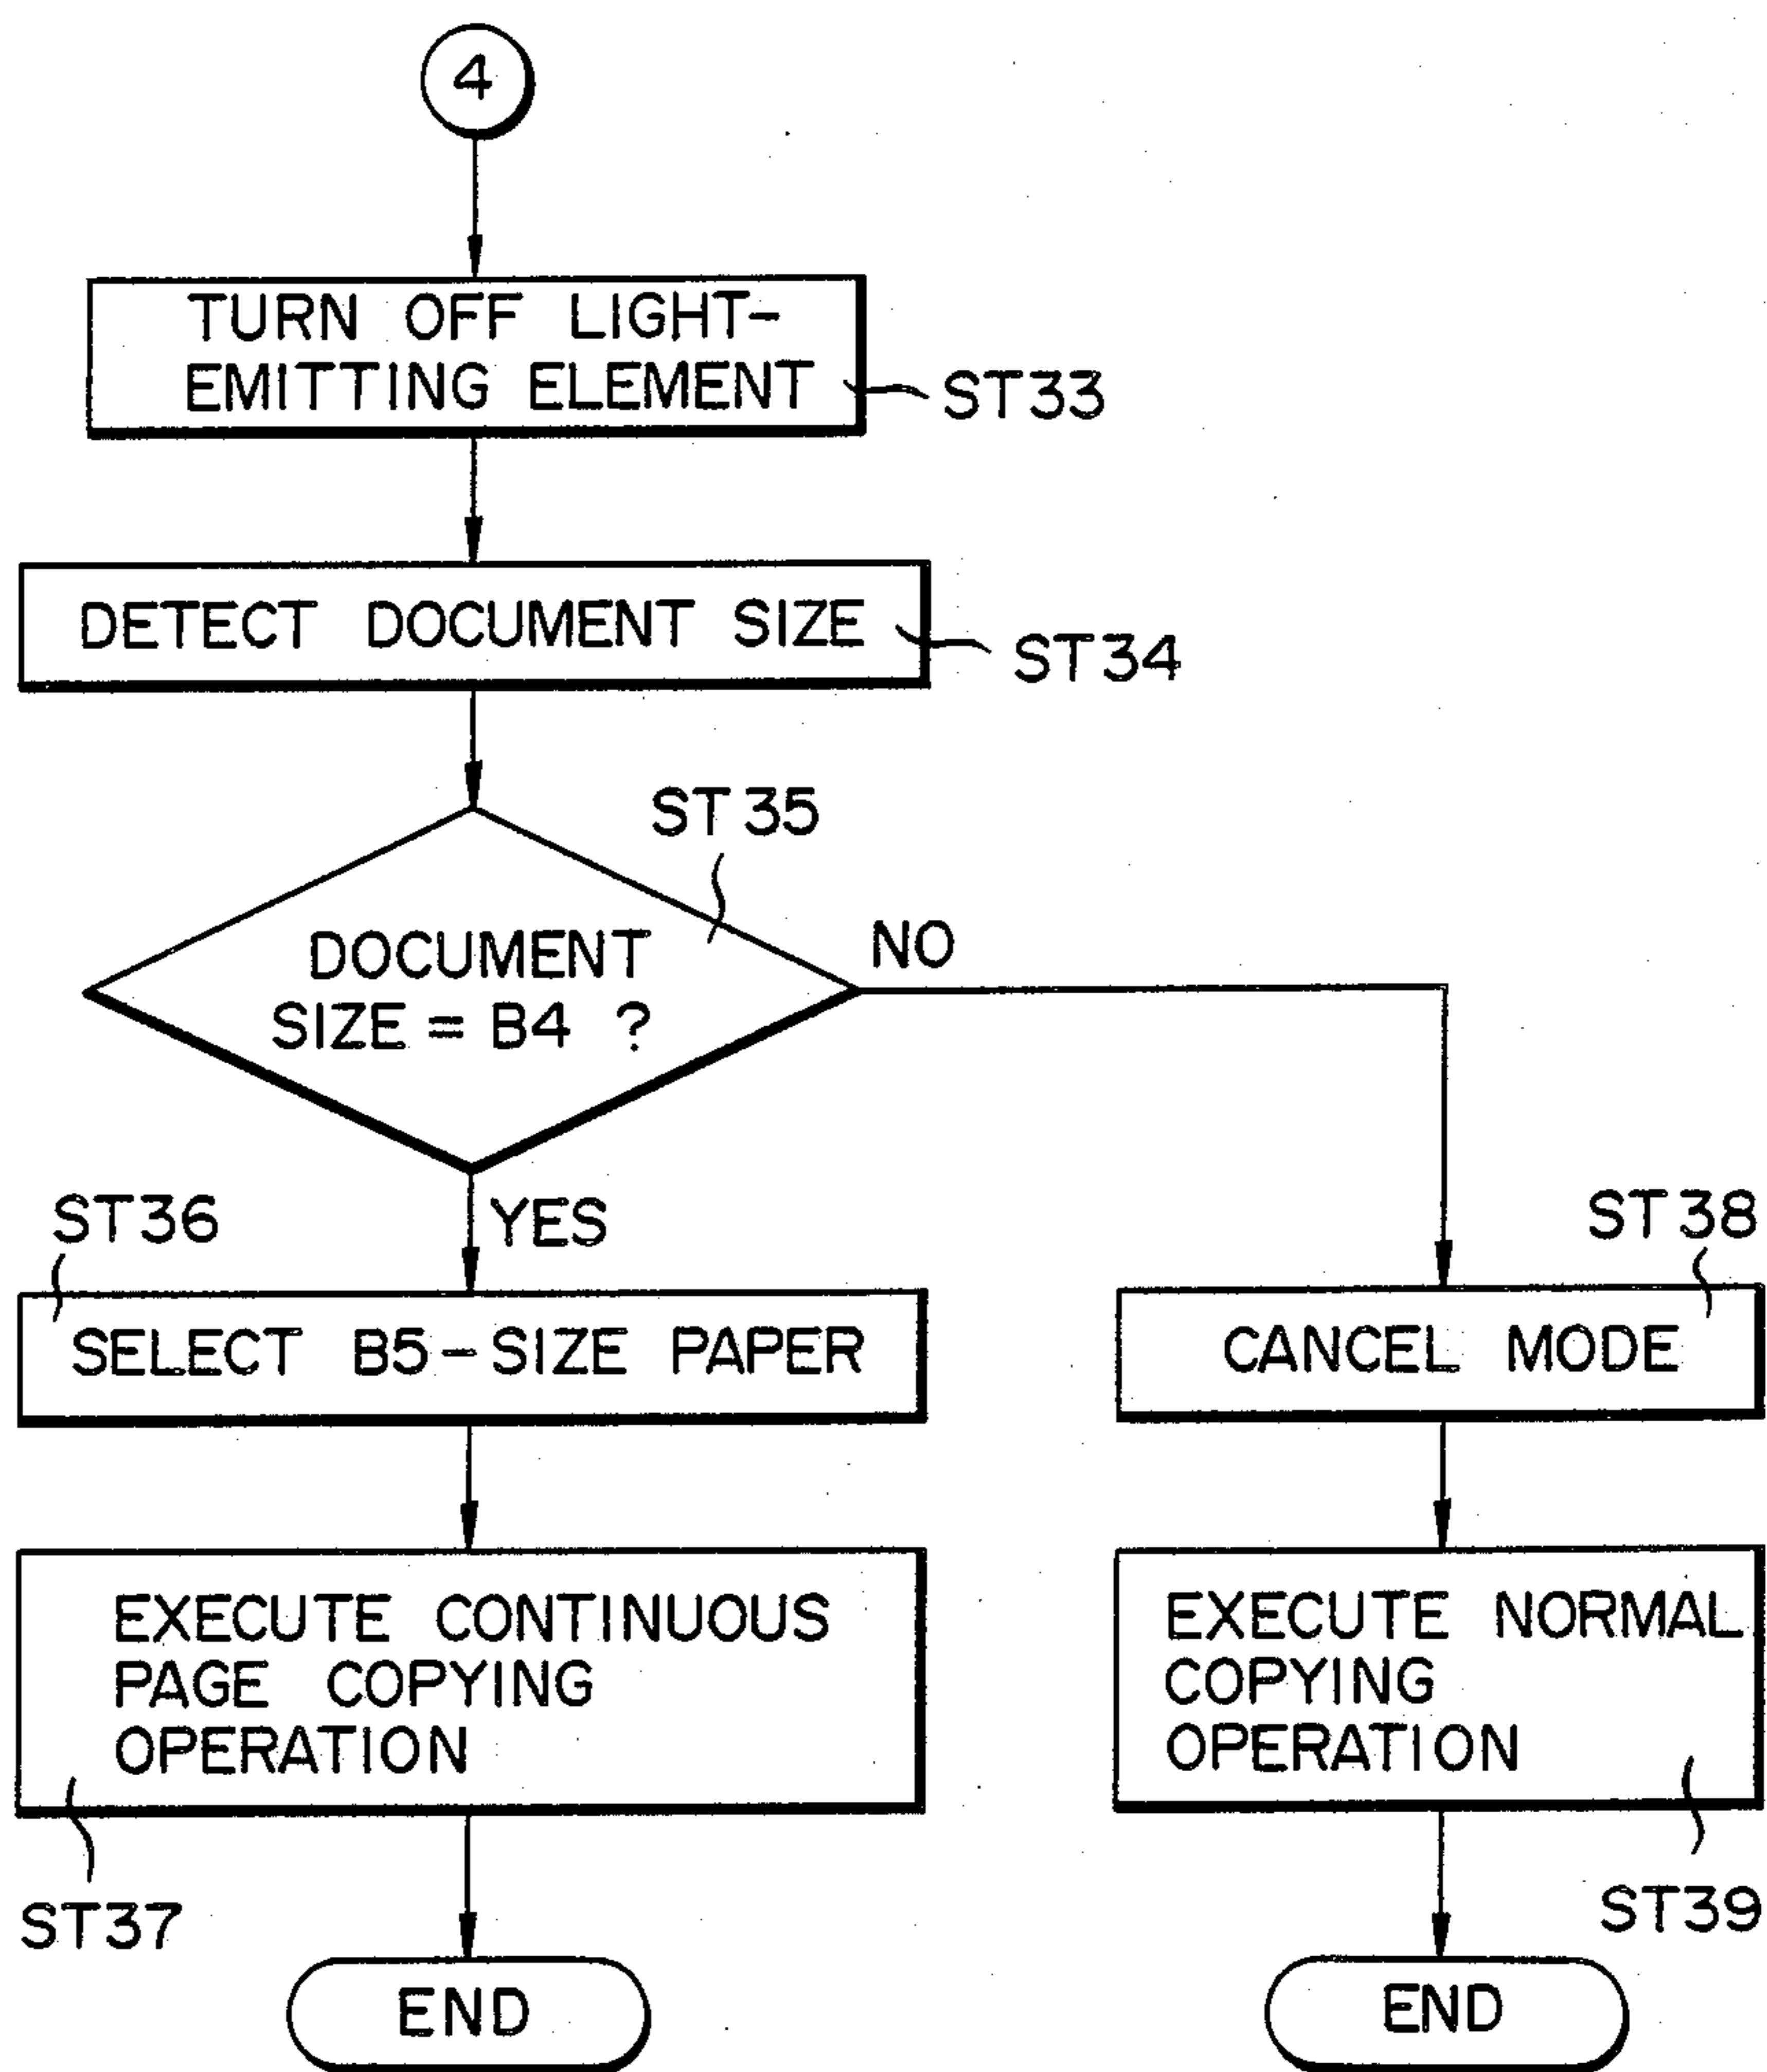 4
TURN OFF LIGHT-
EMITTING ELEMENT
ST33
DETECT DOCUMENT SIZE
ST34
ST35
DOCUMENT
SIZE = B4 ?
NO
YES
ST36
SELECT B5-SIZE PAPER
ST38
CANCEL MODE
EXECUTE CONTINUOUS
PAGE COPYING
OPERATION
ST37
EXECUTE NORMAL
COPYING
OPERATION
ST39
END
END